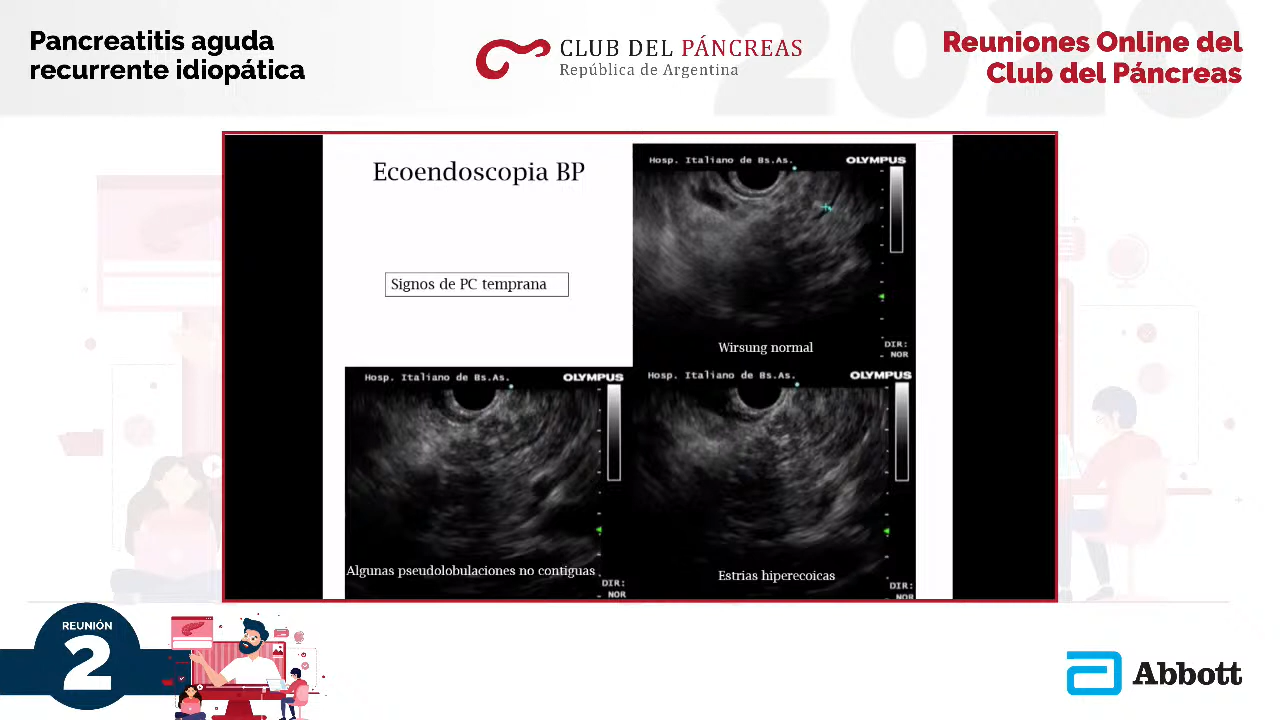 Pancreatitis aguda
recurrente idiopática
CLUB DEL PÁNCREAS
República de Argentina
2020
Reuniones Online del
Club del Páncreas
Ecoendoscopia BP
Signos de PC temprana
Hosp. Italiano de Bs.As.
OLYMPUS
Wirsung normal
DIR:
NOR
Hosp. Italiano de Bs.As.
OLYMPUS
Algunas pseudolobulaciones no contiguas
DIR:
NOR
Hosp. Italiano de Bs.As.
OLYMPUS
Estrias hiperecoicas
DIR:
NOR
REUNIÓN
2
Abbott